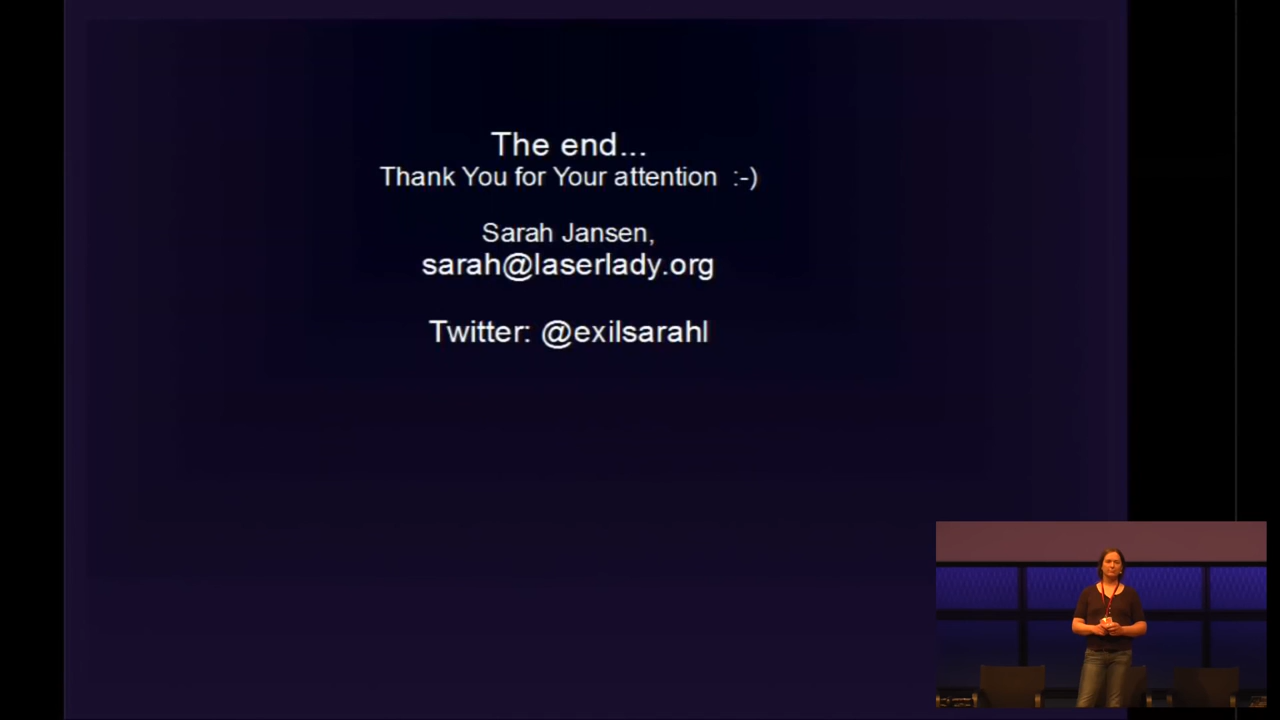 The end...
Thank You for Your attention :-)
Sarah Jansen,
sarah@laserlady.org
Twitter: @exilsarahl